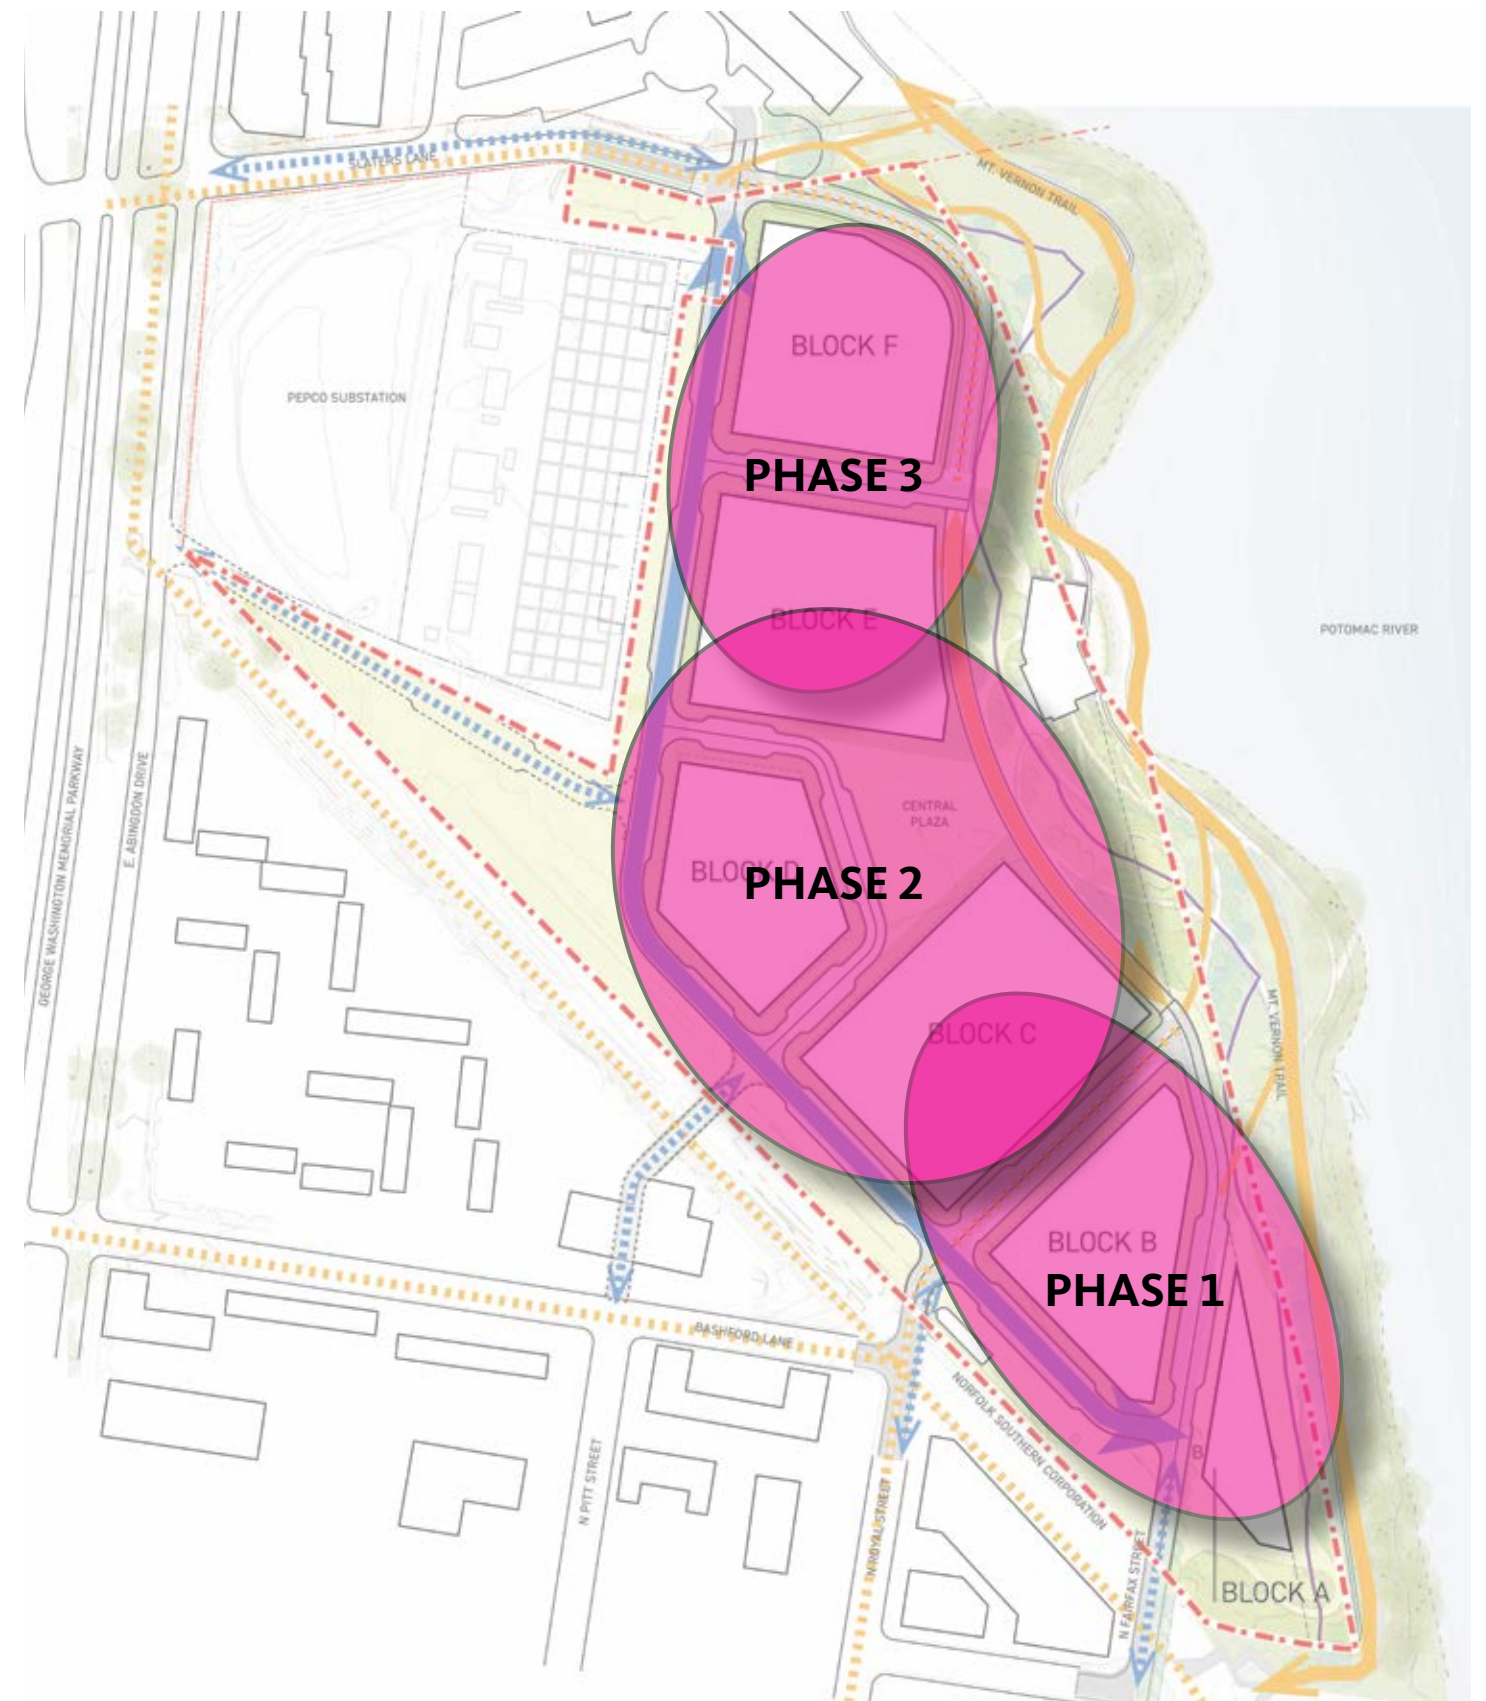 SLATERS LANE
MT. VERNON TRAIL
BLOCK F
PEPCO SUBSTATION
PHASE 3
BLOCK E
POTOMAC RIVER
GEORGE WASHINGTON MEMORIAL PARKWAY
E. ABINGDON DRIVE
CENTRAL
PLAZA
BLOCK D
PHASE 2
MT. VERNON TRAIL
BLOCK C
BLOCK B
PHASE 1
BASHFORD LANE
NORFOLK SOUTHERN CORPORATION
B
N PITT STREET
N ROYAL STREET
N FAIRFAX STREET
BLOCK A